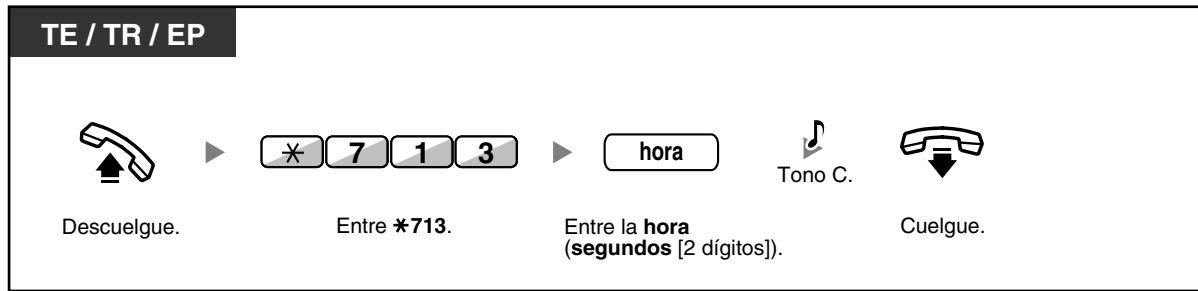 TE / TR / EP
* 7 1 3
hora
Tono C.
Descuelgue.
Entre *713.
Entre la hora
(segundos [2 dígitos]).
Cuelgue.